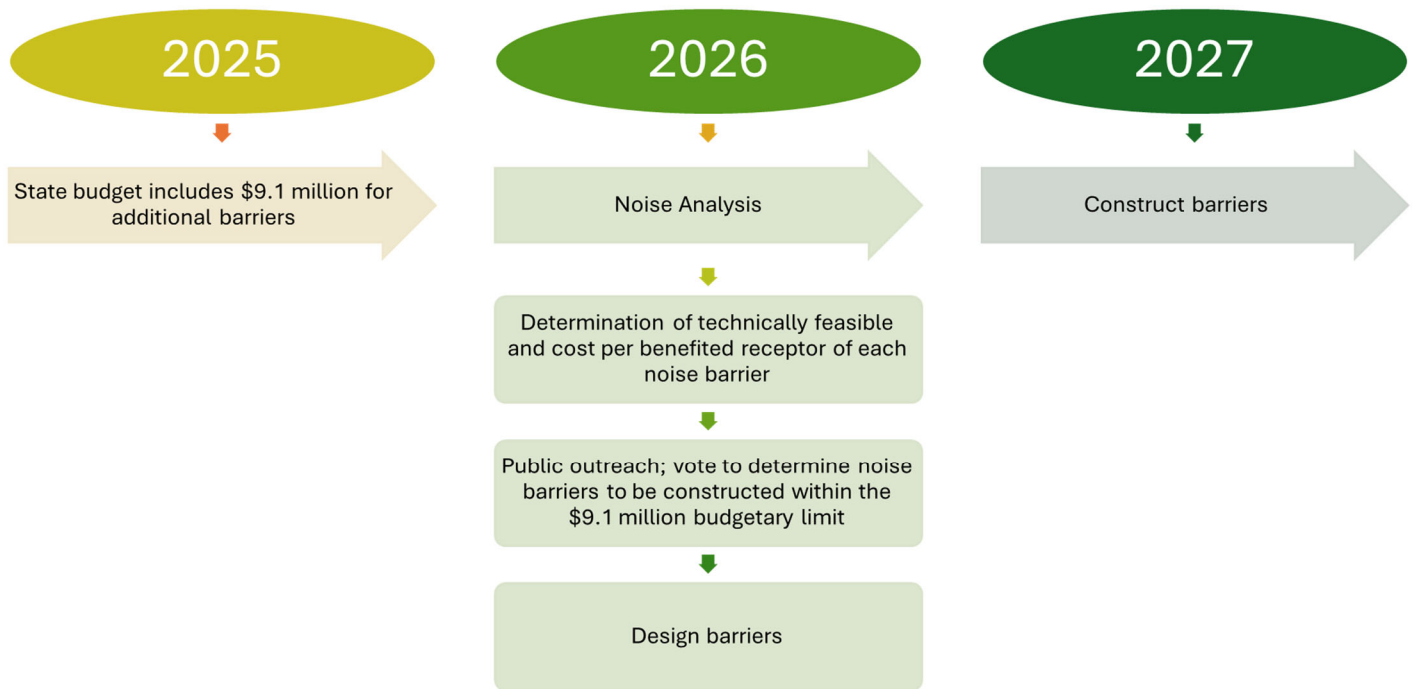 2025
State budget includes $9.1 million for
additional barriers
2026
Noise Analysis
Determination of technically feasible
and cost per benefited receptor of each
noise barrier
Public outreach; vote to determine noise
barriers to be constructed within the
$9.1 million budgetary limit
Design barriers
2027
Construct barriers